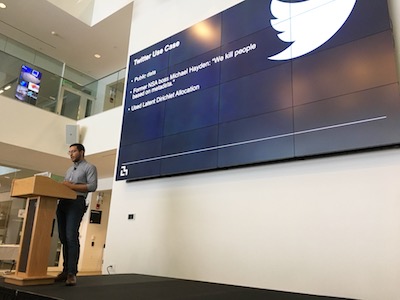 Twitter Use Case
• Public data
• Former NSA boss Michael Hayden: “We kill people
based on metadata.”
• Used Latent Dirichlet Allocation